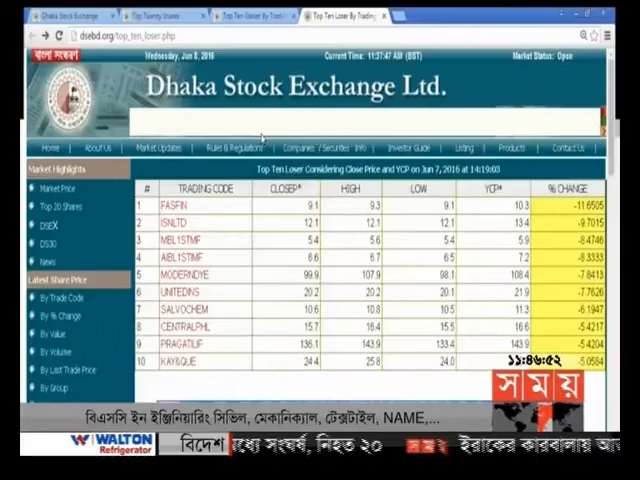 Dhaka Stock Exchange
Top Twenty Shares
Top Ten Loser By Tradi
Top Ten Loser By Trading
dsebd.org/top_ten_loser.php
বাংলা সংস্করণ
Wednesday, Jun 8, 2016
Current Time: 11:37:47 AM (BST)
Market Status: Open
Dhaka Stock Exchange Ltd.
Home | About Us | Market Updates | Rules & Regulations | Companies / Securities Info | Investor Guide | Listing | Products | Contact Us
Market Highlights
Market Price
Top 20 Shares
DSEX
DS30
News
Latest Share Price
By Trade Code
By % Change
By Value
By Volume
By Last Trade Price
By Group
Top Ten Loser Considering Close Price and YCP on Jun 7, 2016 at 14:19:03
# TRADING CODE CLOSEP* HIGH LOW YCP* % CHANGE
1 FASFIN 9.1 9.3 9.1 10.3 -11.6505
2 ISNLTD 12.1 12.1 12.1 13.4 -9.7015
3 MBL1STMF 5.4 5.6 5.4 5.9 -8.4746
4 AIBL1STMF 6.6 6.7 6.5 7.2 -8.3333
5 MODERNDYE 99.9 107.9 98.1 108.4 -7.8413
6 UNITEDINS 20.2 20.2 20.1 21.9 -7.7626
7 SALVOCHEM 10.6 10.8 10.5 11.3 -6.1947
8 CENTRALPHL 15.7 16.4 15.5 16.6 -5.4217
9 PRAGATILIF 136.1 143.9 133.4 143.9 -5.4204
10 KAY&QUE 24.4 25.8 24.0 -5.0584
১১:৪৬:৫২
সময়
বিএসসি ইন ইঞ্জিনিয়ারিং সিভিল, মেকানিক্যাল, টেক্সটাইল, NAME,...
WALTON
Refrigerator
বিদেশ
মধ্যে সংঘর্ষ, নিহত ২০
সময়
ইরাকের কারবালায়